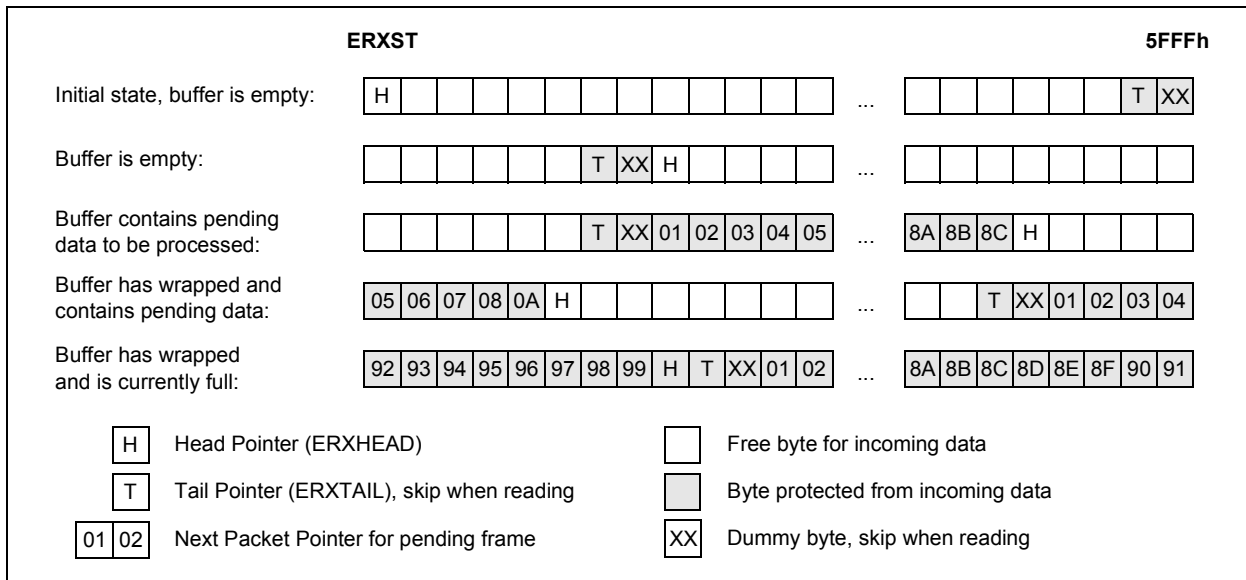 ERXST 5FFFh
Initial state, buffer is empty: H ... T XX
Buffer is empty: T XX H ...
Buffer contains pending
data to be processed: T XX 01 02 03 04 05 ... 8A 8B 8C H
Buffer has wrapped and
contains pending data: 05 06 07 08 0A H ... T XX 01 02 03 04
Buffer has wrapped
and is currently full: 92 93 94 95 96 97 98 99 H T XX 01 02 ... 8A 8B 8C 8D 8E 8F 90 91
H Head Pointer (ERXHEAD) Free byte for incoming data
T Tail Pointer (ERXTAIL), skip when reading Byte protected from incoming data
01 02 Next Packet Pointer for pending frame XX Dummy byte, skip when reading